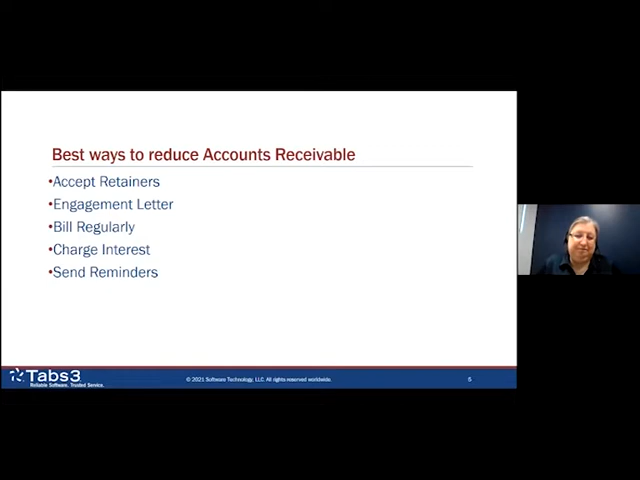 Best ways to reduce Accounts Receivable
•Accept Retainers
•Engagement Letter
•Bill Regularly
•Charge Interest
•Send Reminders
Tabs3
Reliable Software. Trusted Service.
© 2021 Software Technology, LLC. All rights reserved worldwide.
5